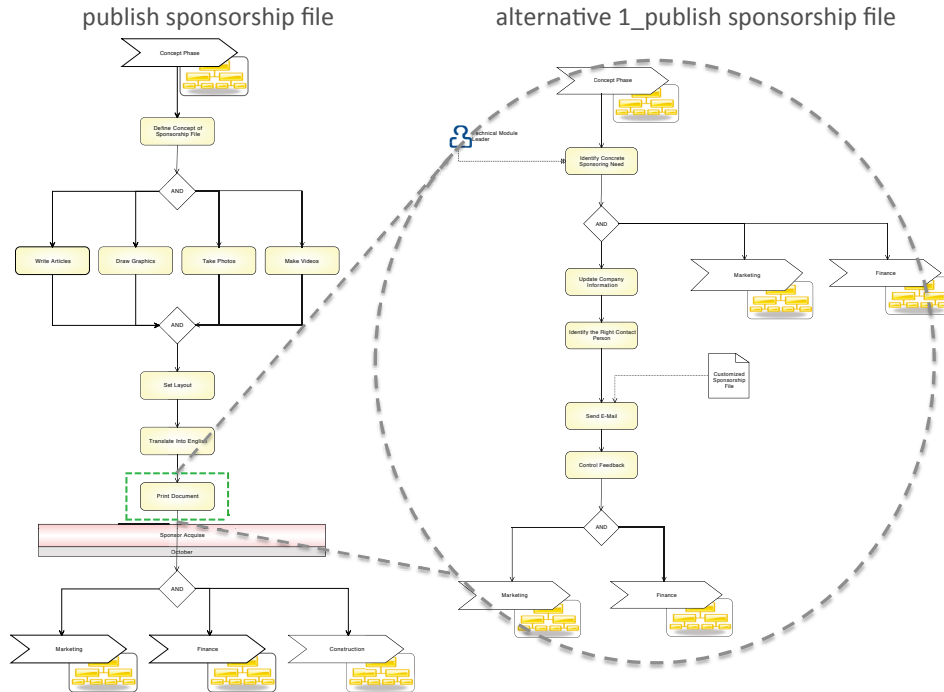 publish sponsorship file
Concept Phase
Define Concept of
Sponsorship File
AND
Write Articles
Draw Graphics
Take Photos
Make Videos
AND
Set Layout
Translate Into English
Print Document
Sponsor Acquise
October
AND
Marketing
Finance
Construction
alternative 1_publish sponsorship file
Concept Phase
Technical Module
Leader
Identify Concrete
Sponsoring Need
AND
Marketing
Finance
Update Company
Information
Identify the Right Contact
Person
Customized
Sponsorship
File
Send E-Mail
Control Feedback
AND
Marketing
Finance